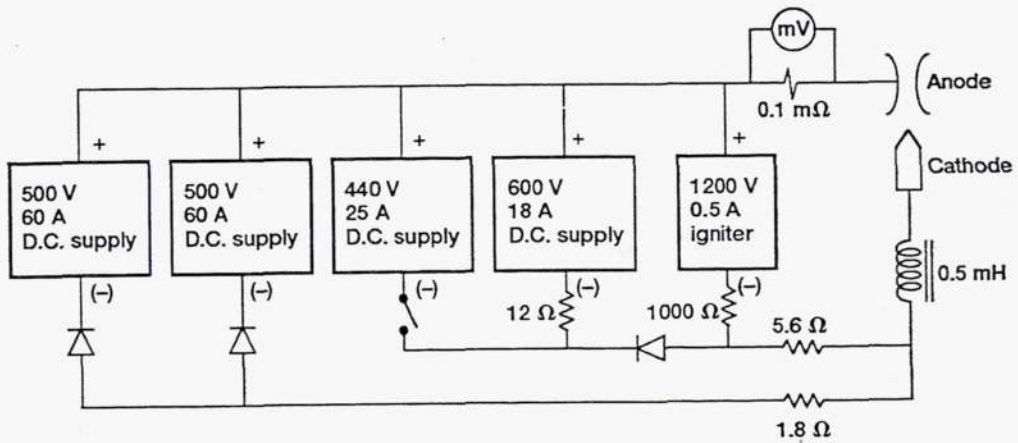 mV
Anode
0.1 mΩ
+
+
+
+
+
Cathode
500 V
60 A
D.C. supply
500 V
60 A
D.C. supply
440 V
25 A
D.C. supply
600 V
18 A
D.C. supply
1200 V
0.5 A
igniter
0.5 mH
(–)
(–)
(–)
(–)
(–)
12 Ω
1000 Ω
5.6 Ω
1.8 Ω